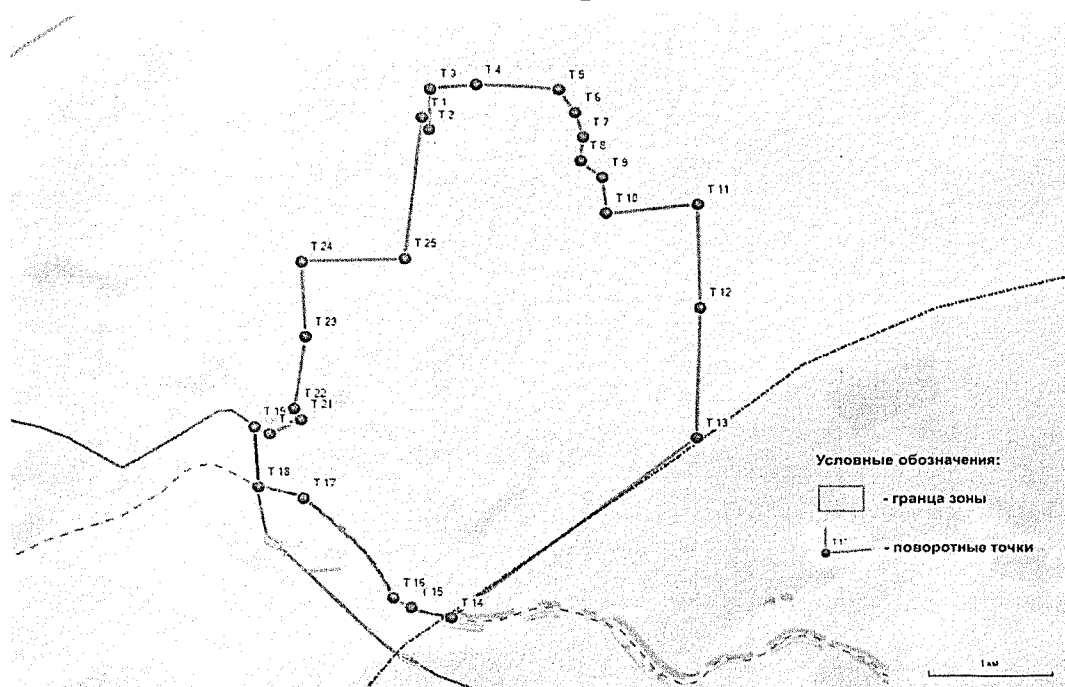 Т 3
Т 4
Т 5
Т 1
Т 2
Т 6
Т 7
Т 8
Т 9
Т 10
Т 11
Т 24
Т 25
Т 12
Т 23
Т 22
Т 21
Т 19
Т 13
Т 18
Т 17
Условные обозначения:
- гранца зоны
- поворотные точки
Т 16
Т 14
1 км